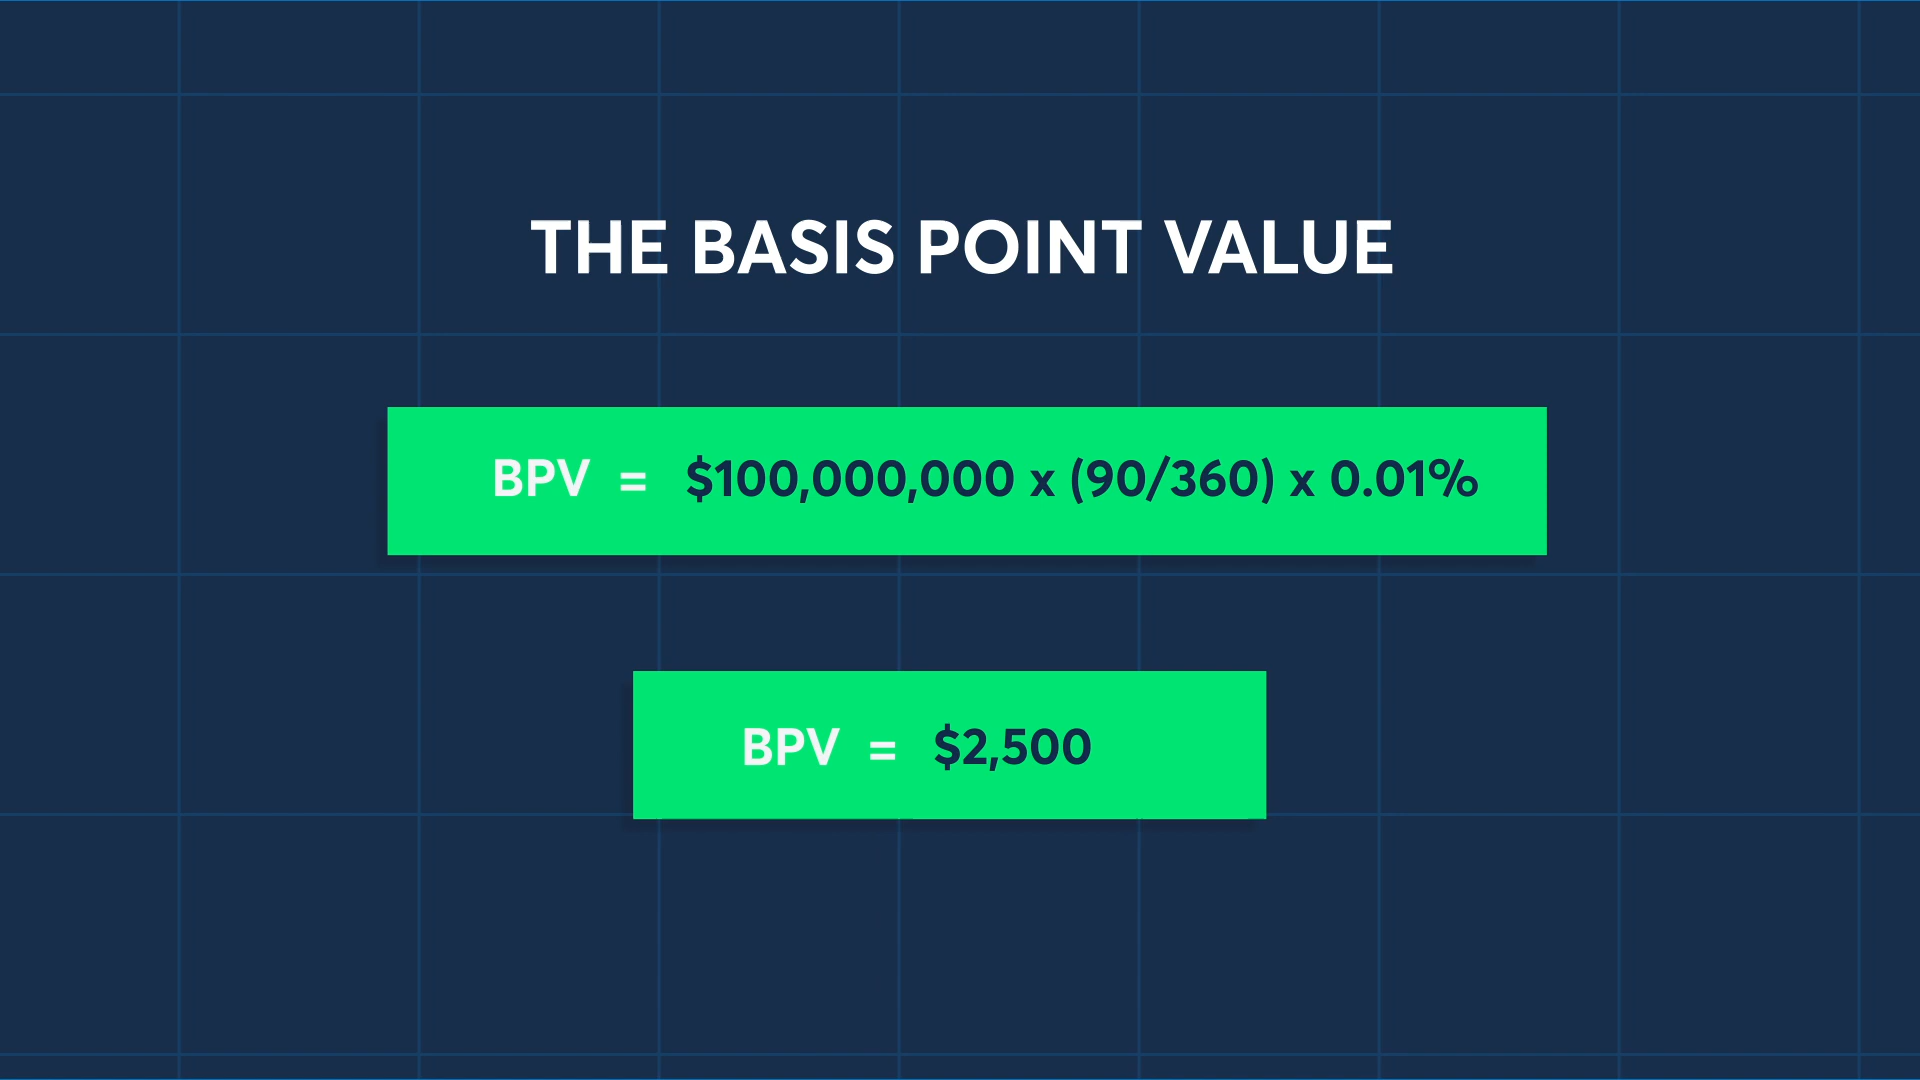 THE BASIS POINT VALUE
BPV = $100,000,000 x (90/360) x 0.01%
BPV = $2,500